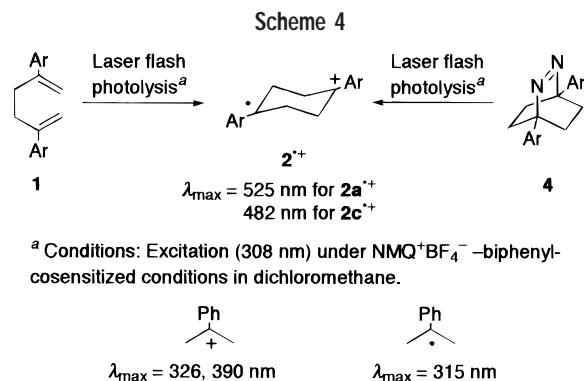 Scheme 4
Ar
Laser flash
photolysisᵃ
Ar
1
Ar
•
+
Ar
2•+
λmax = 525 nm for 2a•+
482 nm for 2c•+
Laser flash
photolysisᵃ
N
N
Ar
Ar
4
ᵃ Conditions: Excitation (308 nm) under NMQ⁺BF₄⁻ –biphenyl-
cosensitized conditions in dichloromethane.
Ph
+
λmax = 326, 390 nm
Ph
•
λmax = 315 nm